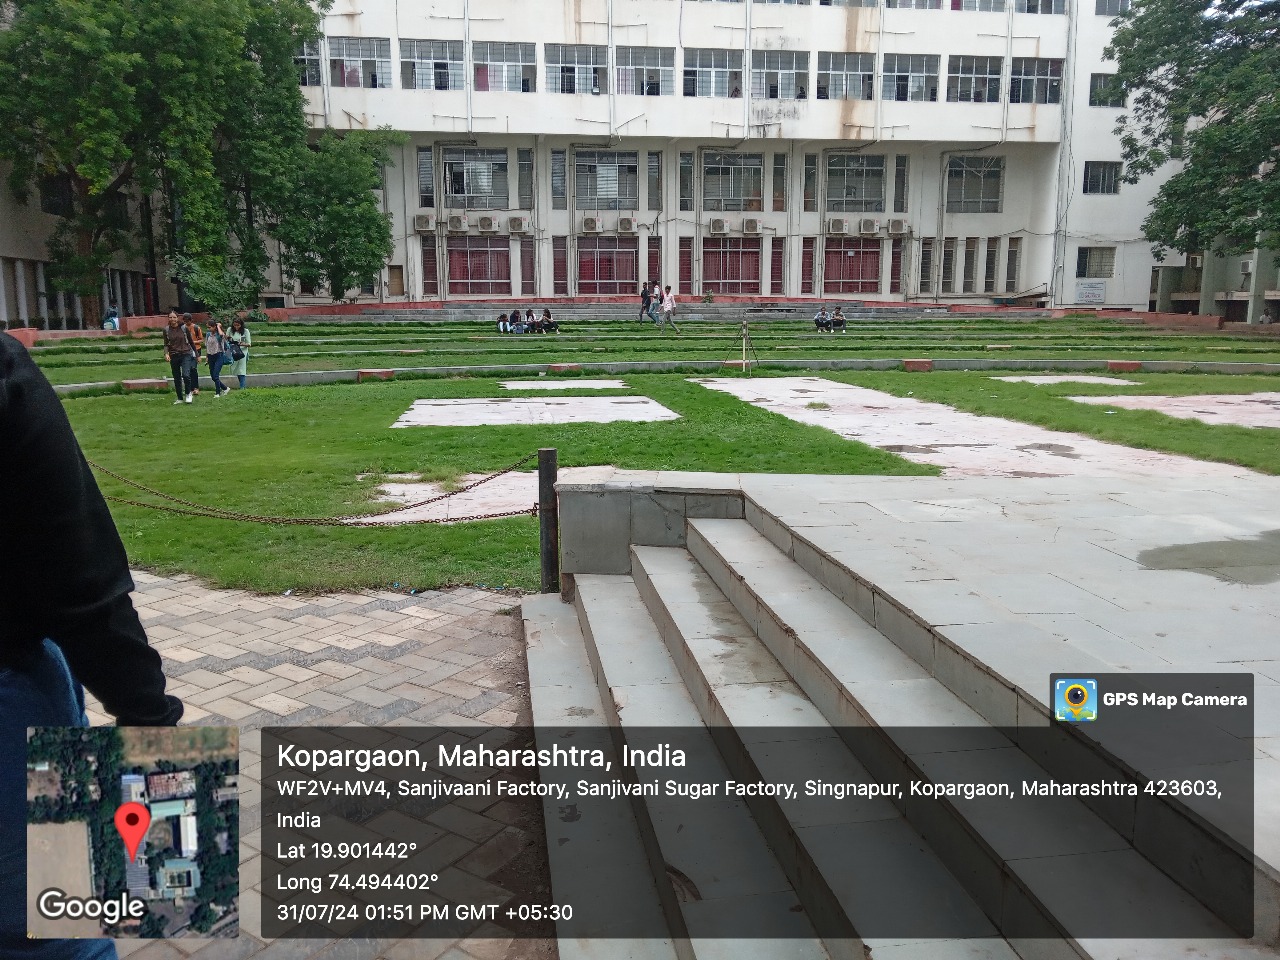 GPS Map Camera
Kopargaon, Maharashtra, India
WF2V+MV4, Sanjivaani Factory, Sanjivani Sugar Factory, Singnapur, Kopargaon, Maharashtra 423603,
India
Lat 19.901442°
Long 74.494402°
31/07/24 01:51 PM GMT +05:30
Google